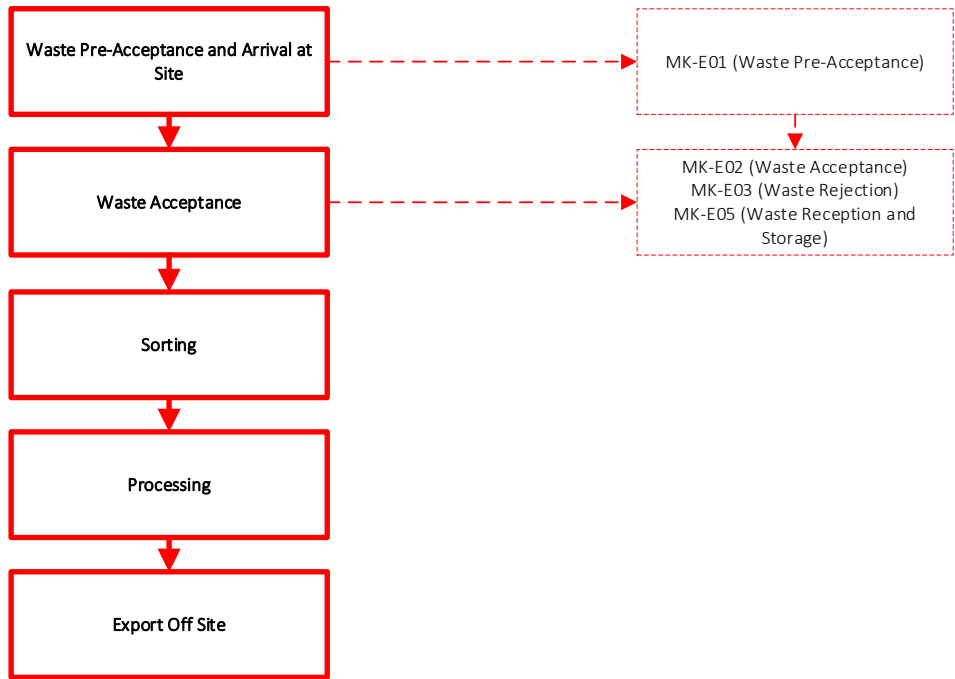 Waste Pre-Acceptance and Arrival at
Site
MK-E01 (Waste Pre-Acceptance)
Waste Acceptance
MK-E02 (Waste Acceptance)
MK-E03 (Waste Rejection)
MK-E05 (Waste Reception and
Storage)
Sorting
Processing
Export Off Site